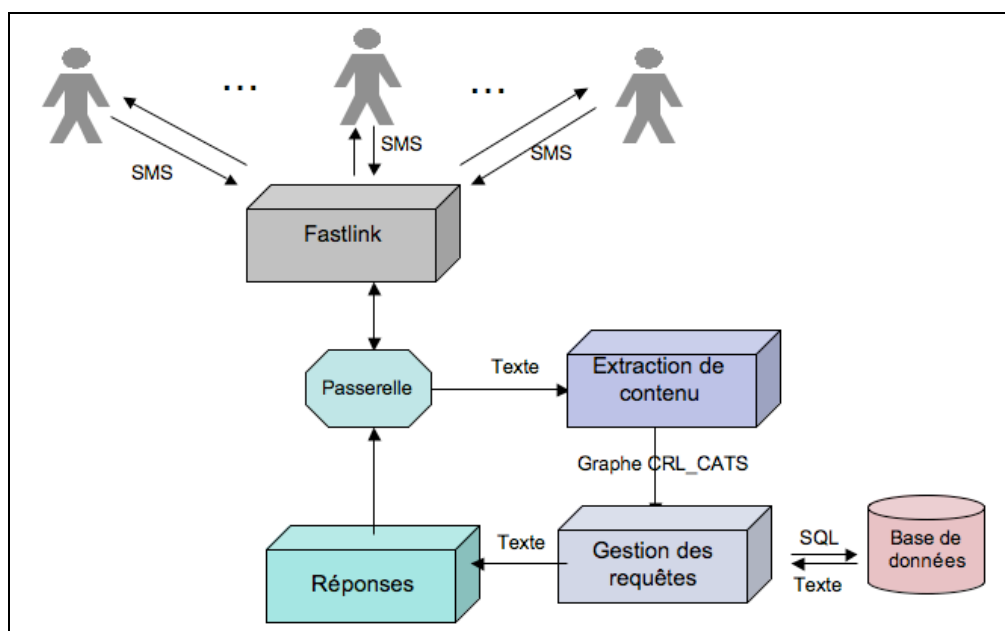 ...
...
SMS
SMS
SMS
Fastlink
Passerelle
Texte
Extraction de
contenu
Graphe CRL_CATS
Réponses
Texte
Gestion des
requêtes
SQL
Texte
Base de
données